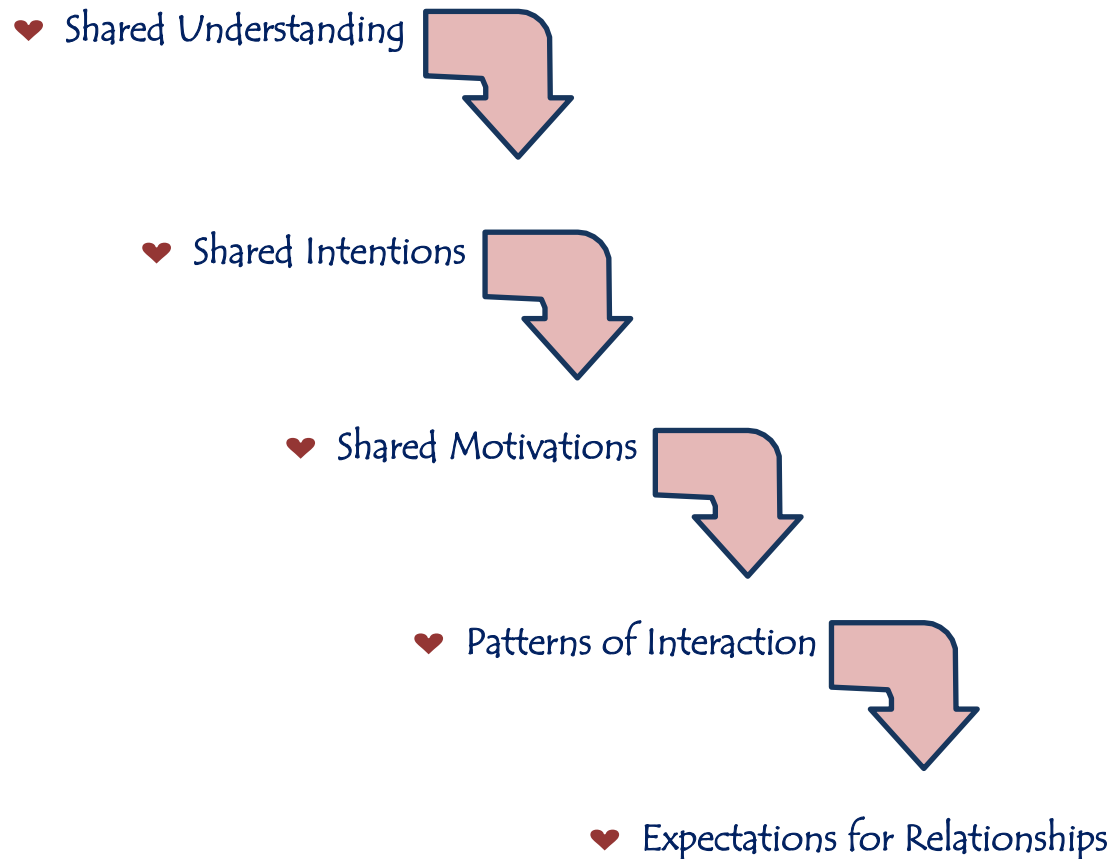 Shared Understanding
Shared Intentions
Shared Motivations
Patterns of Interaction
Expectations for Relationships